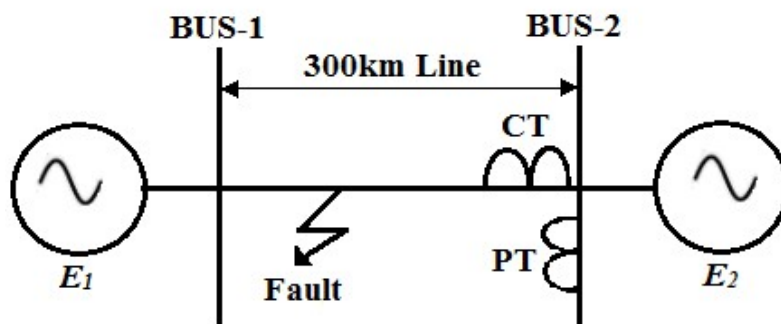 BUS-1
BUS-2
300km Line
CT
E1
Fault
PT
E2